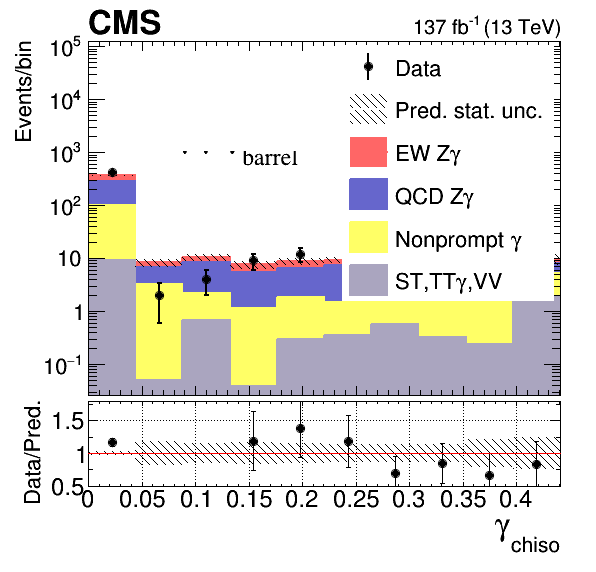 CMS 137 fb⁻¹ (13 TeV)
Events/bin
10⁵
10⁴
10³
10²
10
1
10⁻¹
Data
Pred. stat. unc.
EW Zγ
QCD Zγ
Nonprompt γ
ST,TTγ,VV
barrel
Data/Pred.
1.5
1
0.5
0 0.05 0.1 0.15 0.2 0.25 0.3 0.35 0.4
γchiso